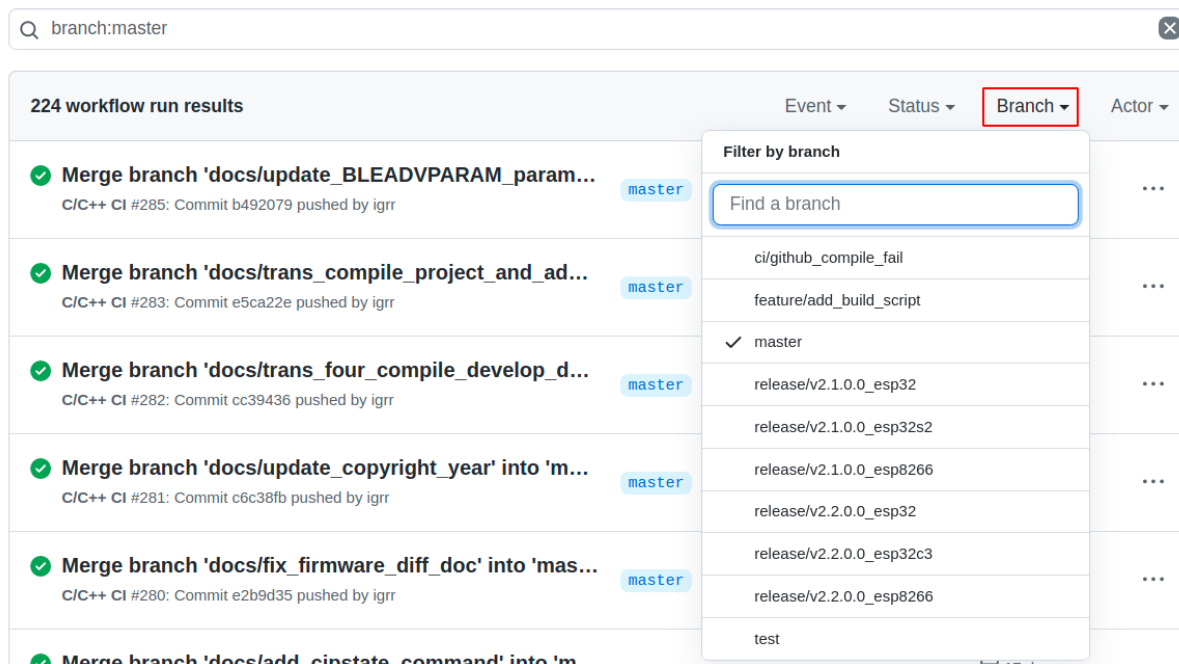 branch:master
224 workflow run results
Event
Status
Branch
Actor
Merge branch 'docs/update_BLEADVPARAM_param...
C/C++ CI #285: Commit b492079 pushed by igrr
master
Merge branch 'docs/trans_compile_project_and_ad...
C/C++ CI #283: Commit e5ca22e pushed by igrr
master
Merge branch 'docs/trans_four_compile_develop_d...
C/C++ CI #282: Commit cc39436 pushed by igrr
master
Merge branch 'docs/update_copyright_year' into 'm...
C/C++ CI #281: Commit c6c38fb pushed by igrr
master
Merge branch 'docs/fix_firmware_diff_doc' into 'mas...
C/C++ CI #280: Commit e2b9d35 pushed by igrr
master
Merge branch 'docs/add_cipstate_command' into 'm...
Filter by branch
Find a branch
ci/github_compile_fail
feature/add_build_script
master
release/v2.1.0.0_esp32
release/v2.1.0.0_esp32s2
release/v2.1.0.0_esp8266
release/v2.2.0.0_esp32
release/v2.2.0.0_esp32c3
release/v2.2.0.0_esp8266
test